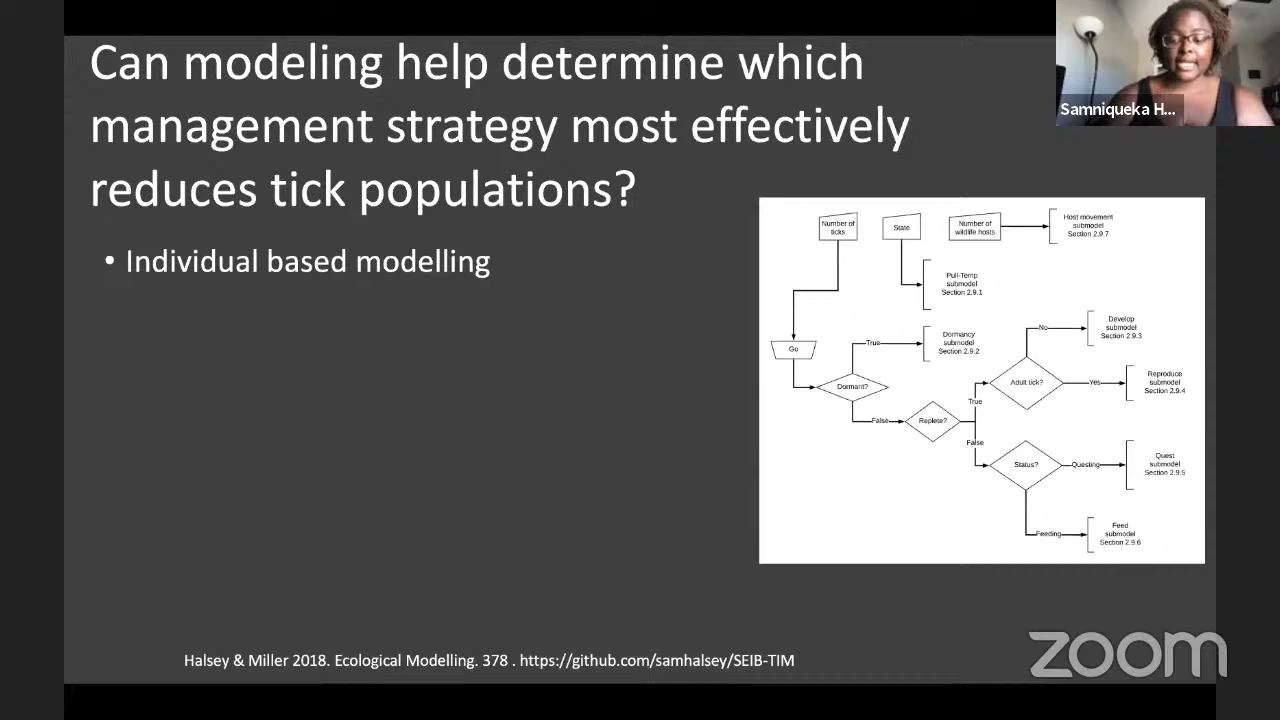 Can modeling help determine which
management strategy most effectively
reduces tick populations?
• Individual based modelling
Samniqueka H...
Number of
ticks
State
Number of
wildlife hosts
Host movement
submodel
Section 2.9.7
Pull-Temp
submodel
Section 2.9.1
Go
True
Dormancy
submodel
Section 2.9.2
No
Develop
submodel
Section 2.9.3
Dormant?
Adult tick?
Yes
Reproduce
submodel
Section 2.9.4
True
False
Replete?
False
Status?
Questing
Quest
submodel
Section 2.9.5
Feeding
Feed
submodel
Section 2.9.6
Halsey & Miller 2018. Ecological Modelling. 378 . https://github.com/samhalsey/SEIB-TIM
zoom